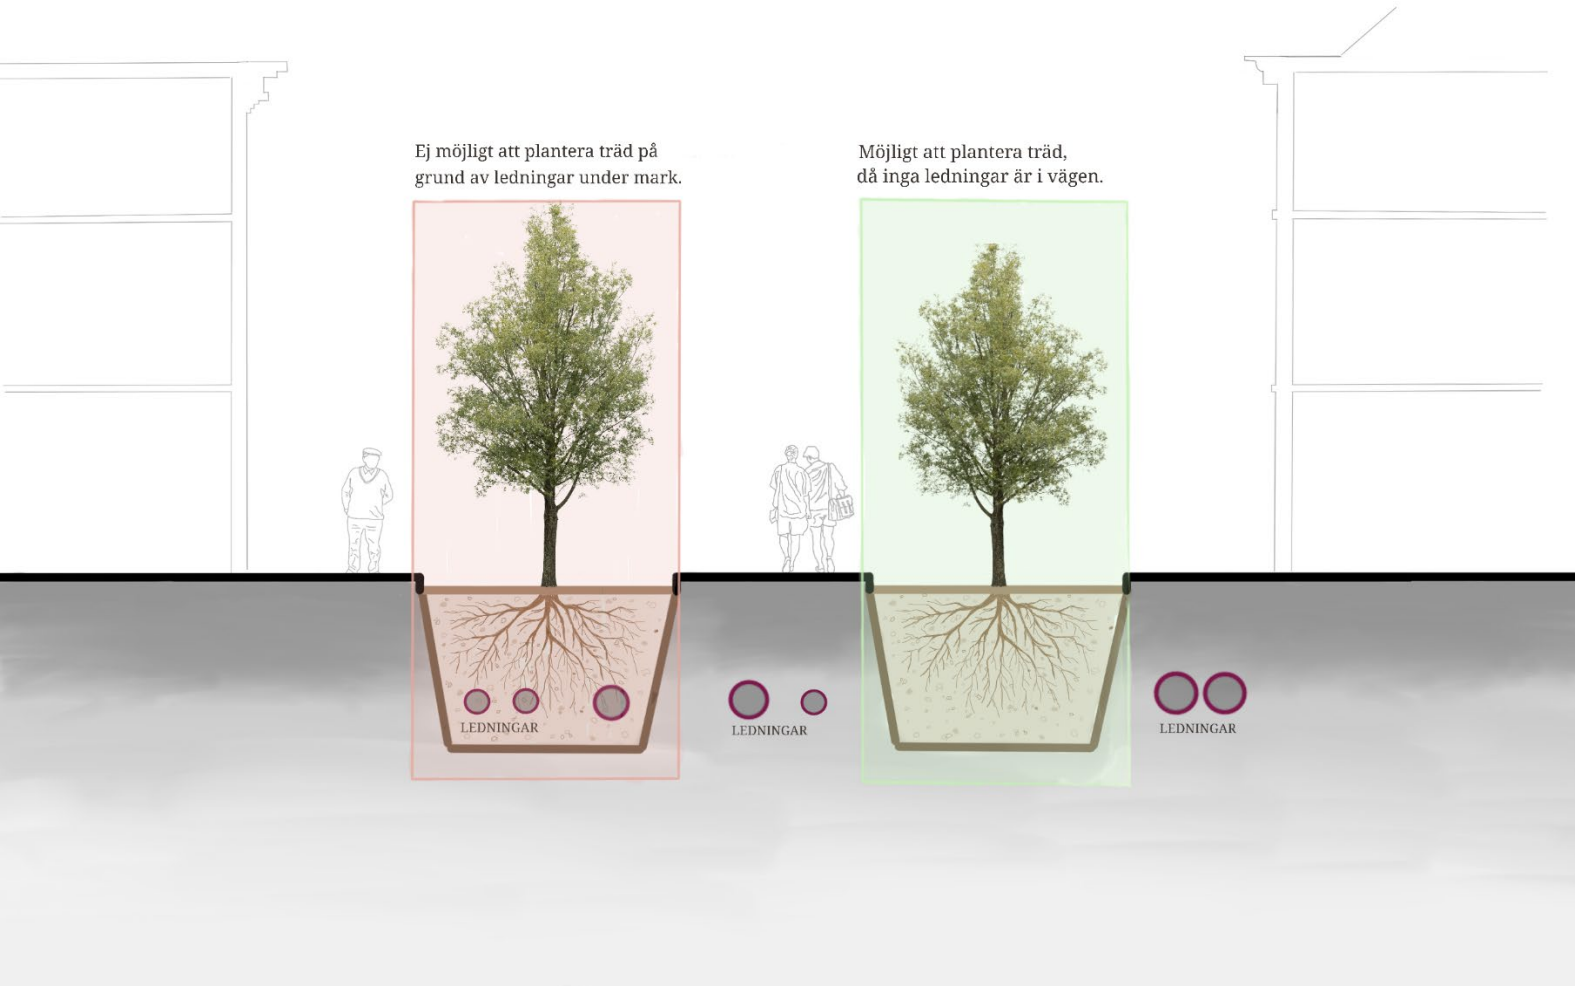 Ej möjligt att plantera träd på
grund av ledningar under mark.
Möjligt att plantera träd,
då inga ledningar är i vägen.
LEDNINGAR
LEDNINGAR
LEDNINGAR